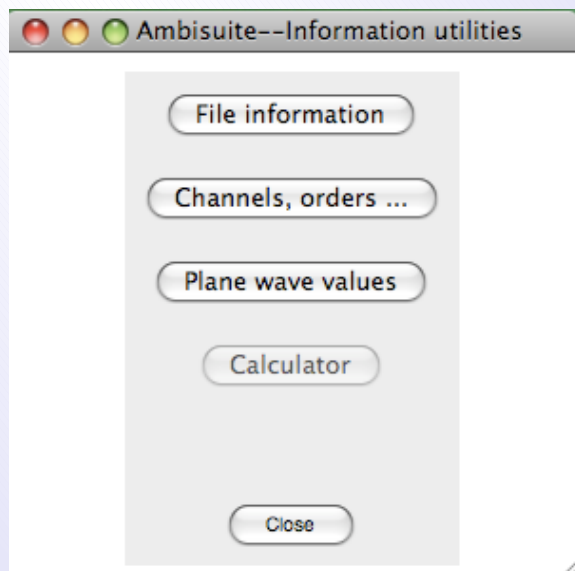 Ambisuite--Information utilities
File information
Channels, orders ...
Plane wave values
Calculator
Close